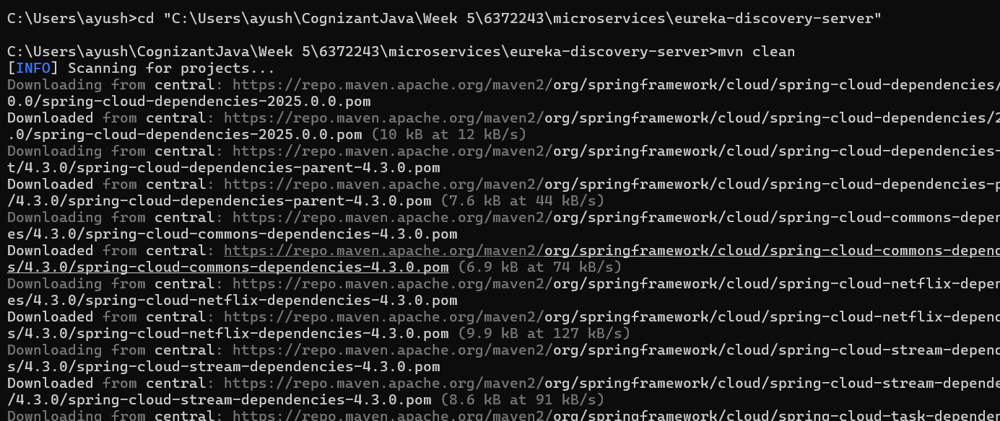 C:\Users\ayush>cd "C:\Users\ayush\CognizantJava\Week 5\6372243\microservices\eureka-discovery-server"
C:\Users\ayush\CognizantJava\Week 5\6372243\microservices\eureka-discovery-server>mvn clean
[INFO] Scanning for projects...
Downloading from central: https://repo.maven.apache.org/maven2/org/springframework/cloud/spring-cloud-dependencies/
0.0/spring-cloud-dependencies-2025.0.0.pom
Downloaded from central: https://repo.maven.apache.org/maven2/org/springframework/cloud/spring-cloud-dependencies/2
.0/spring-cloud-dependencies-2025.0.0.pom (10 kB at 12 kB/s)
Downloading from central: https://repo.maven.apache.org/maven2/org/springframework/cloud/spring-cloud-dependencies-
t/4.3.0/spring-cloud-dependencies-parent-4.3.0.pom
Downloaded from central: https://repo.maven.apache.org/maven2/org/springframework/cloud/spring-cloud-dependencies-p
/4.3.0/spring-cloud-dependencies-parent-4.3.0.pom (7.6 kB at 44 kB/s)
Downloading from central: https://repo.maven.apache.org/maven2/org/springframework/cloud/spring-cloud-commons-depen
es/4.3.0/spring-cloud-commons-dependencies-4.3.0.pom
Downloaded from central: https://repo.maven.apache.org/maven2/org/springframework/cloud/spring-cloud-commons-depend
s/4.3.0/spring-cloud-commons-dependencies-4.3.0.pom (6.9 kB at 74 kB/s)
Downloading from central: https://repo.maven.apache.org/maven2/org/springframework/cloud/spring-cloud-netflix-depen
es/4.3.0/spring-cloud-netflix-dependencies-4.3.0.pom
Downloaded from central: https://repo.maven.apache.org/maven2/org/springframework/cloud/spring-cloud-netflix-depend
s/4.3.0/spring-cloud-netflix-dependencies-4.3.0.pom (9.9 kB at 127 kB/s)
Downloading from central: https://repo.maven.apache.org/maven2/org/springframework/cloud/spring-cloud-stream-depend
s/4.3.0/spring-cloud-stream-dependencies-4.3.0.pom
Downloaded from central: https://repo.maven.apache.org/maven2/org/springframework/cloud/spring-cloud-stream-depende
/4.3.0/spring-cloud-stream-dependencies-4.3.0.pom (8.6 kB at 91 kB/s)
Downloading from central: https://repo.maven.apache.org/maven2/org/springframework/cloud/spring-cloud-task-dependen